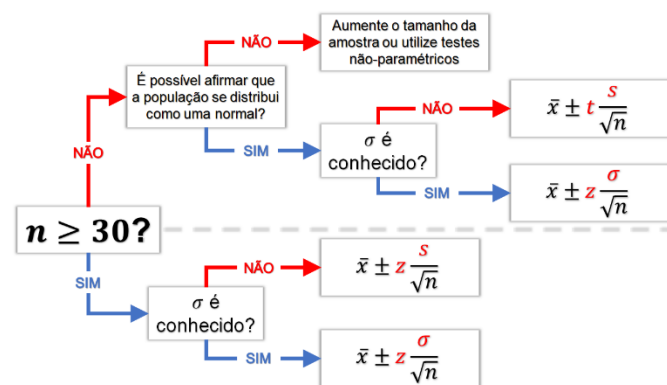 NÃO
Aumente o tamanho da
amostra ou utilize testes
não-paramétricos
É possível afirmar que
a população se distribui
como uma normal?
NÃO
SIM
σ é
conhecido?
NÃO
x̄ ± t s/√n
SIM
x̄ ± z σ/√n
NÃO
n ≥ 30?
SIM
σ é
conhecido?
NÃO
x̄ ± z s/√n
SIM
x̄ ± z σ/√n